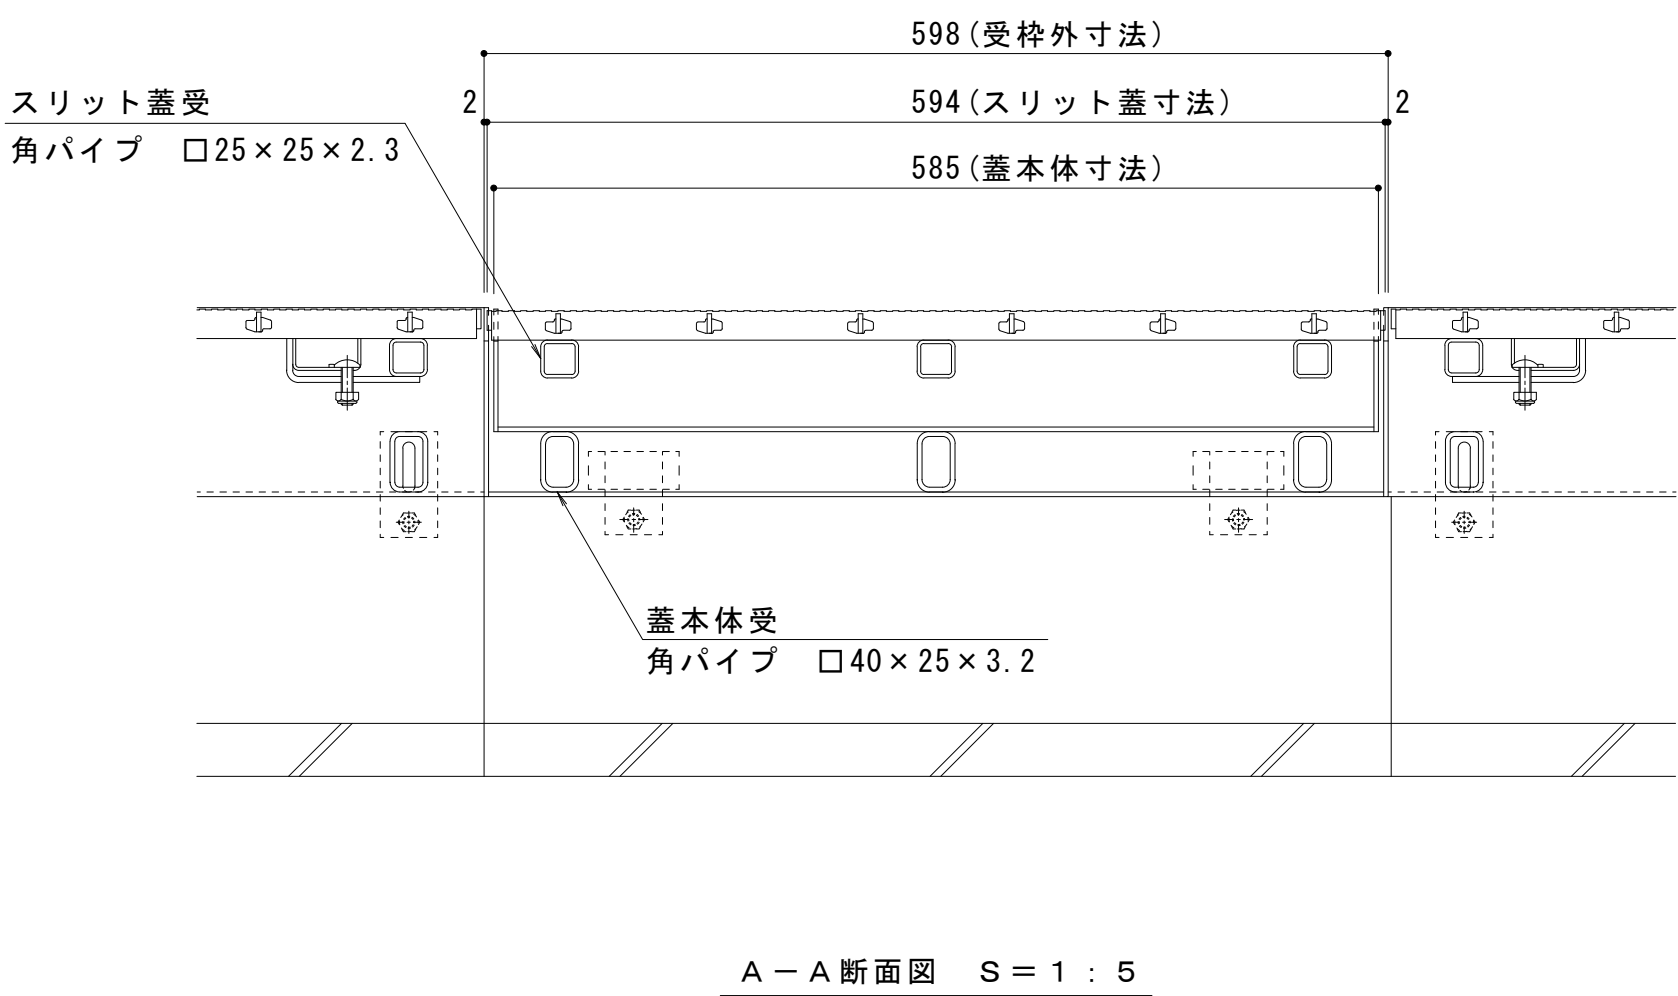 598(受枠外寸法)
スリット蓋受
2
594(スリット蓋寸法)
2
角パイプ　□25×25×2.3
585(蓋本体寸法)
蓋本体受
角パイプ　□40×25×3.2
A－A断面図　S＝1：5